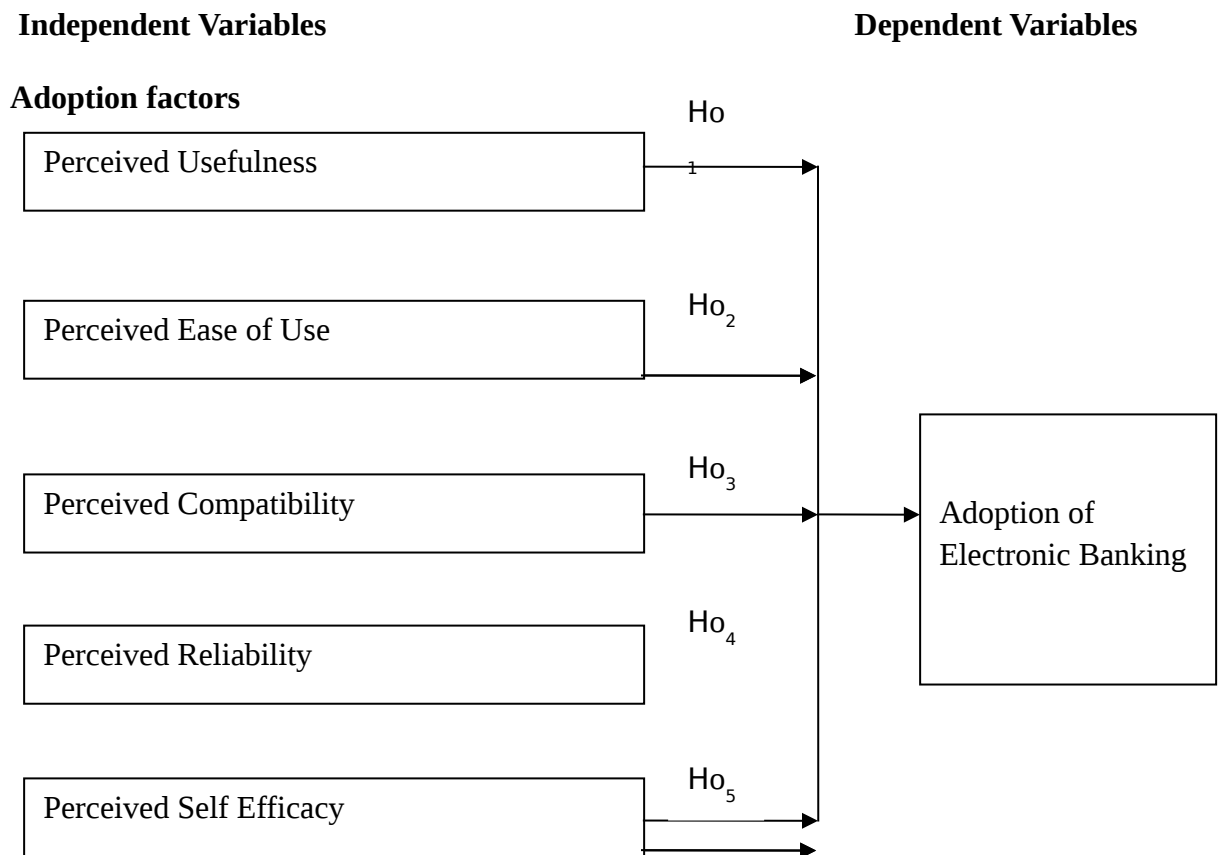 Independent Variables
Dependent Variables
Adoption factors
Ho
1
Perceived Usefulness
Ho2
Perceived Ease of Use
Ho3
Perceived Compatibility
Adoption of
Electronic Banking
Ho4
Perceived Reliability
Ho5
Perceived Self Efficacy